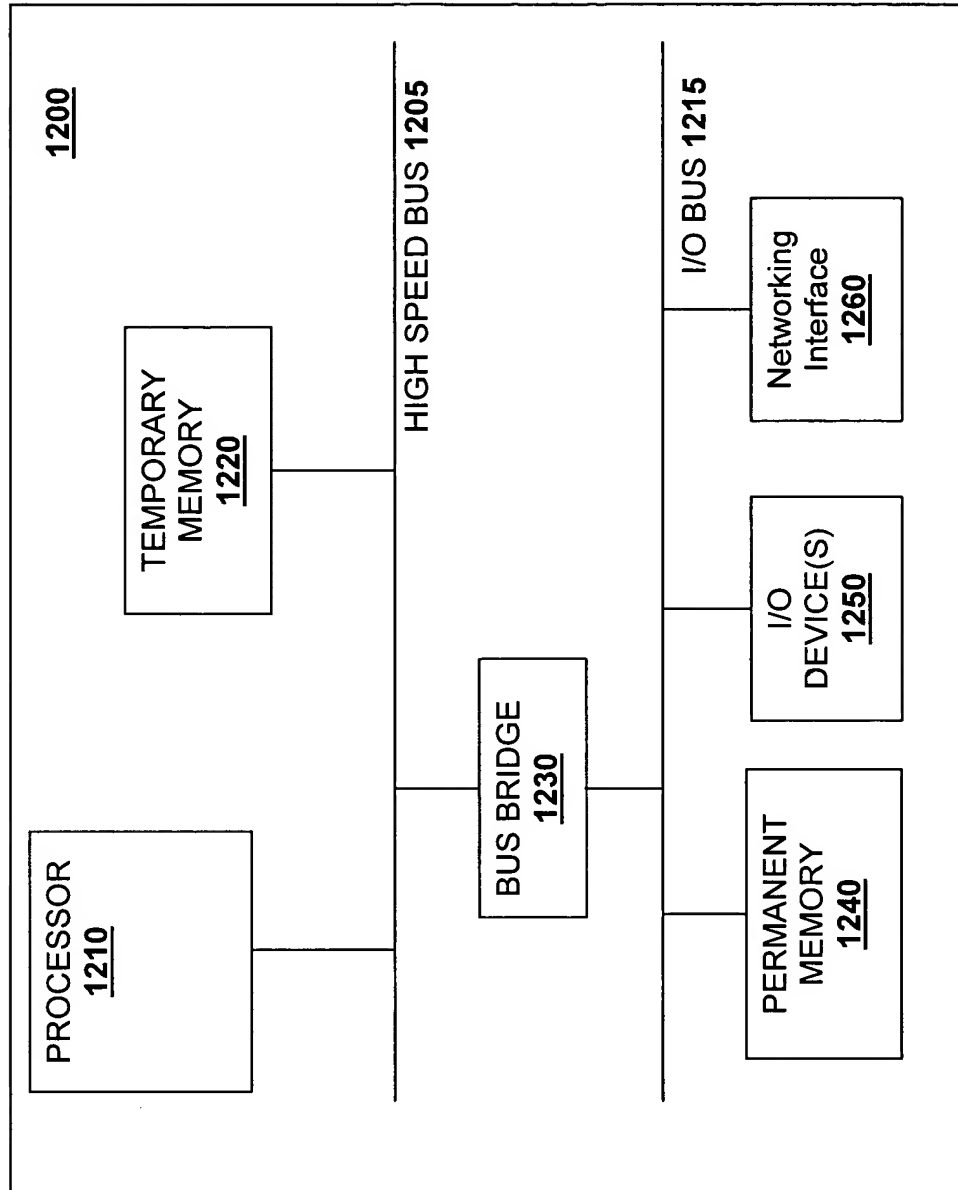 1200
PROCESSOR
1210
TEMPORARY
MEMORY
1220
HIGH SPEED BUS 1205
BUS BRIDGE
1230
I/O BUS 1215
PERMANENT
MEMORY
1240
I/O
DEVICE(S)
1250
Networking
Interface
1260